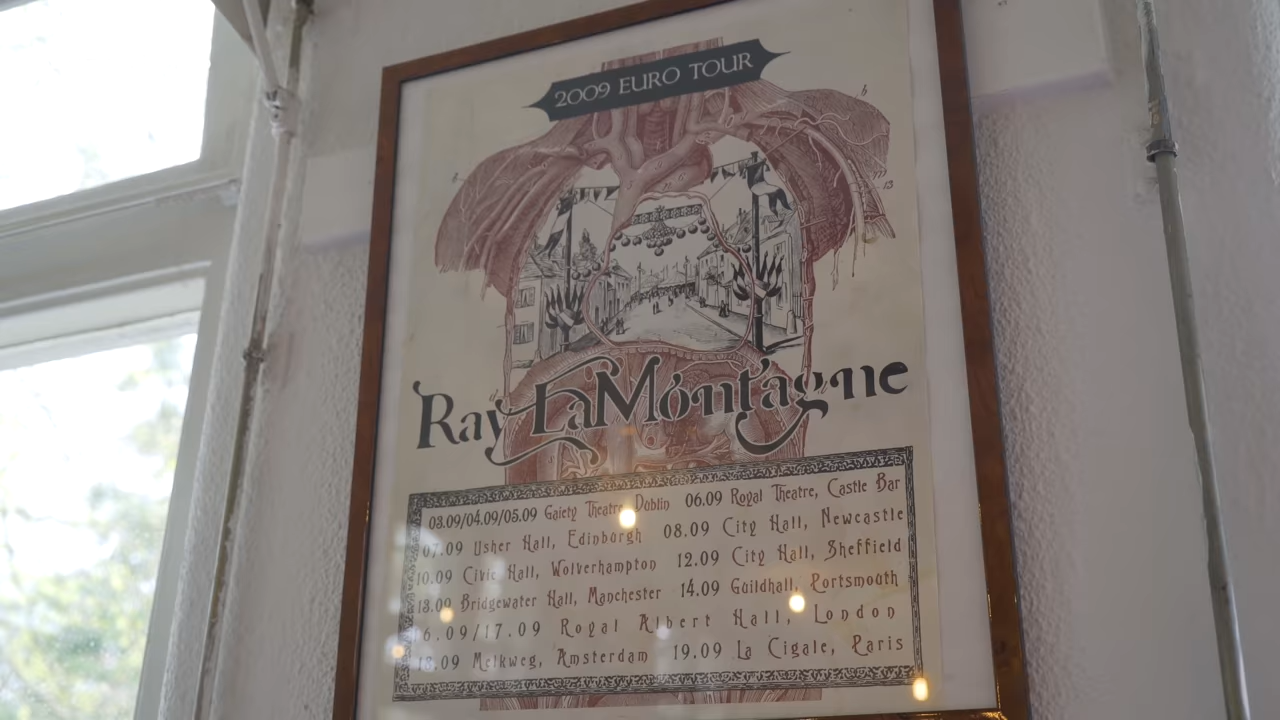 2009 EURO TOUR
Ray LaMontagne
03.09/04.09/05.09 Gaiety Theatre, Dublin 06.09 Royal Theatre, Castle Bar
07.09 Usher Hall, Edinburgh 08.09 City Hall, Newcastle
10.09 Civic Hall, Wolverhampton 12.09 City Hall, Sheffield
13.09 Bridgewater Hall, Manchester 14.09 Guildhall, Portsmouth
16.09/17.09 Royal Albert Hall, London
18.09 Melkweg, Amsterdam 19.09 La Cigale, Paris